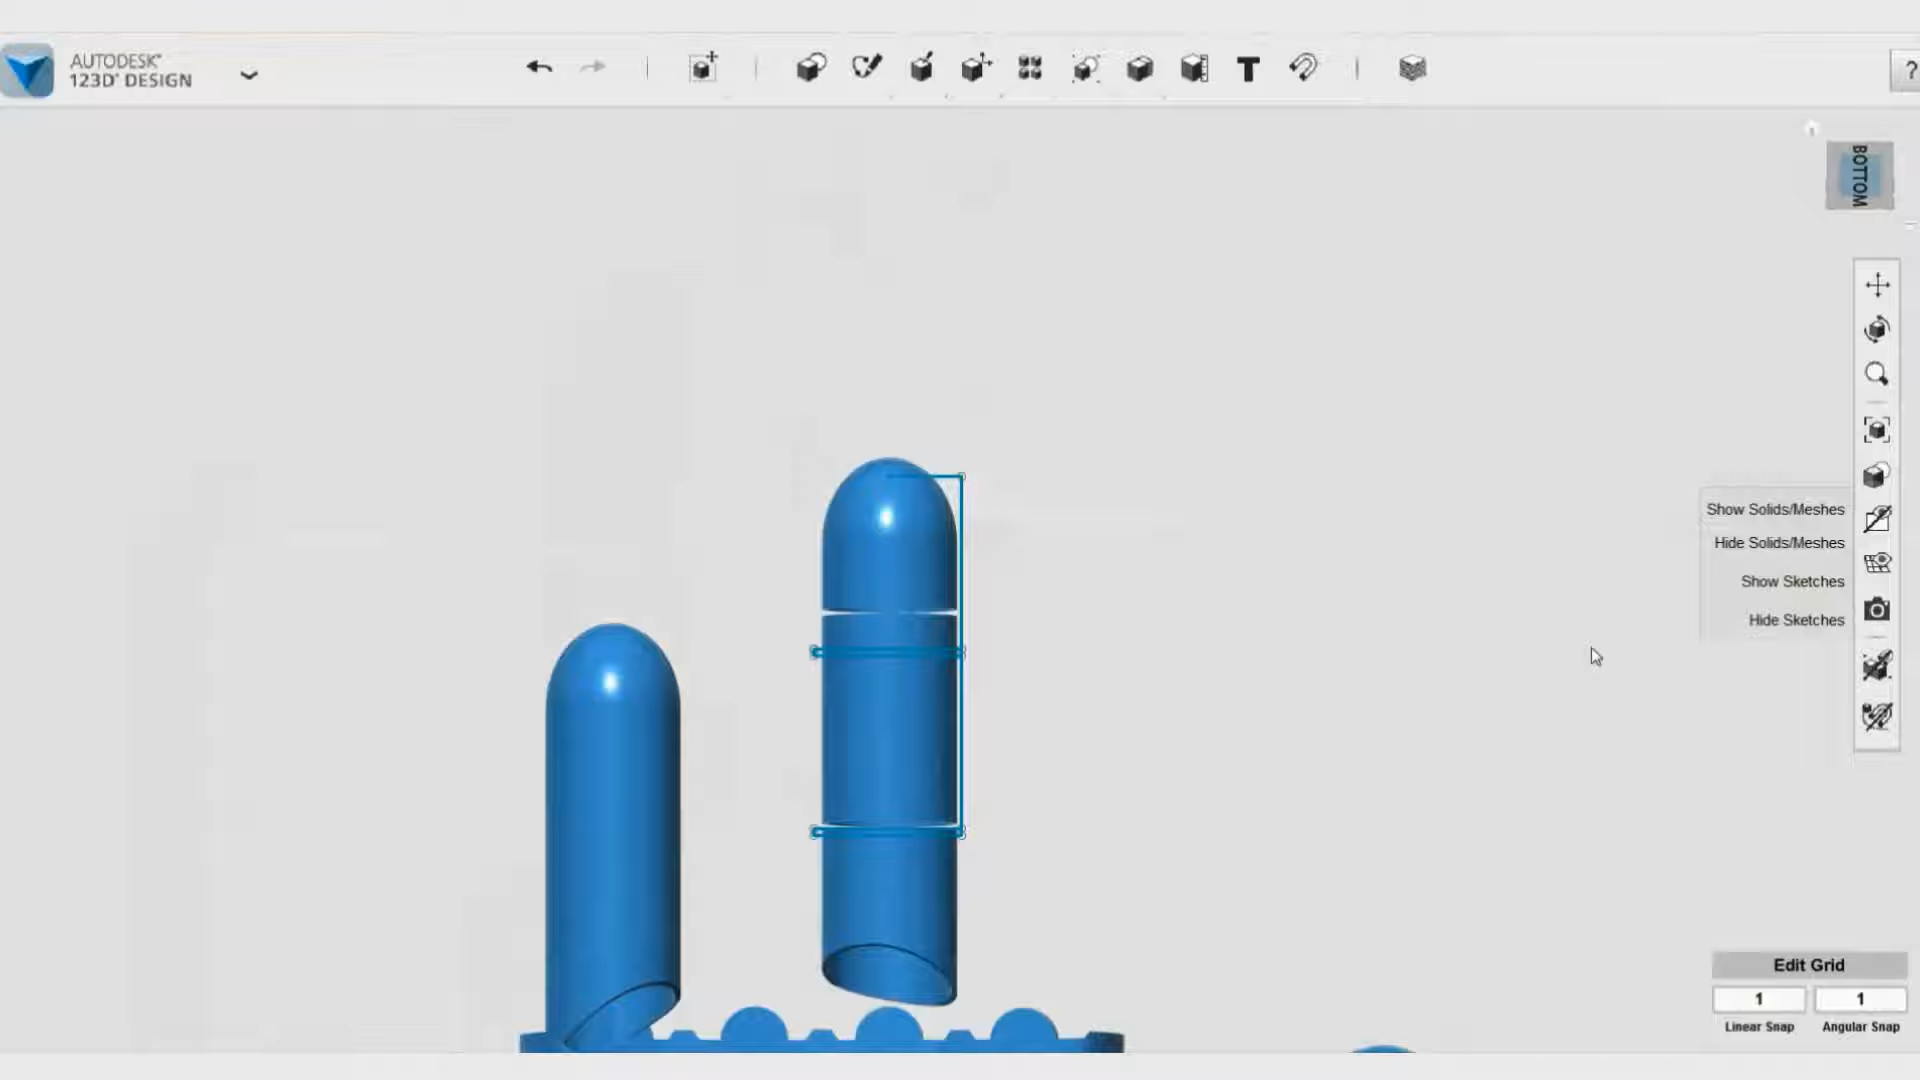 AUTODESK®
123D® DESIGN
?
BOTTOM
Show Solids/Meshes
Hide Solids/Meshes
Show Sketches
Hide Sketches
Edit Grid
1 1
Linear Snap Angular Snap